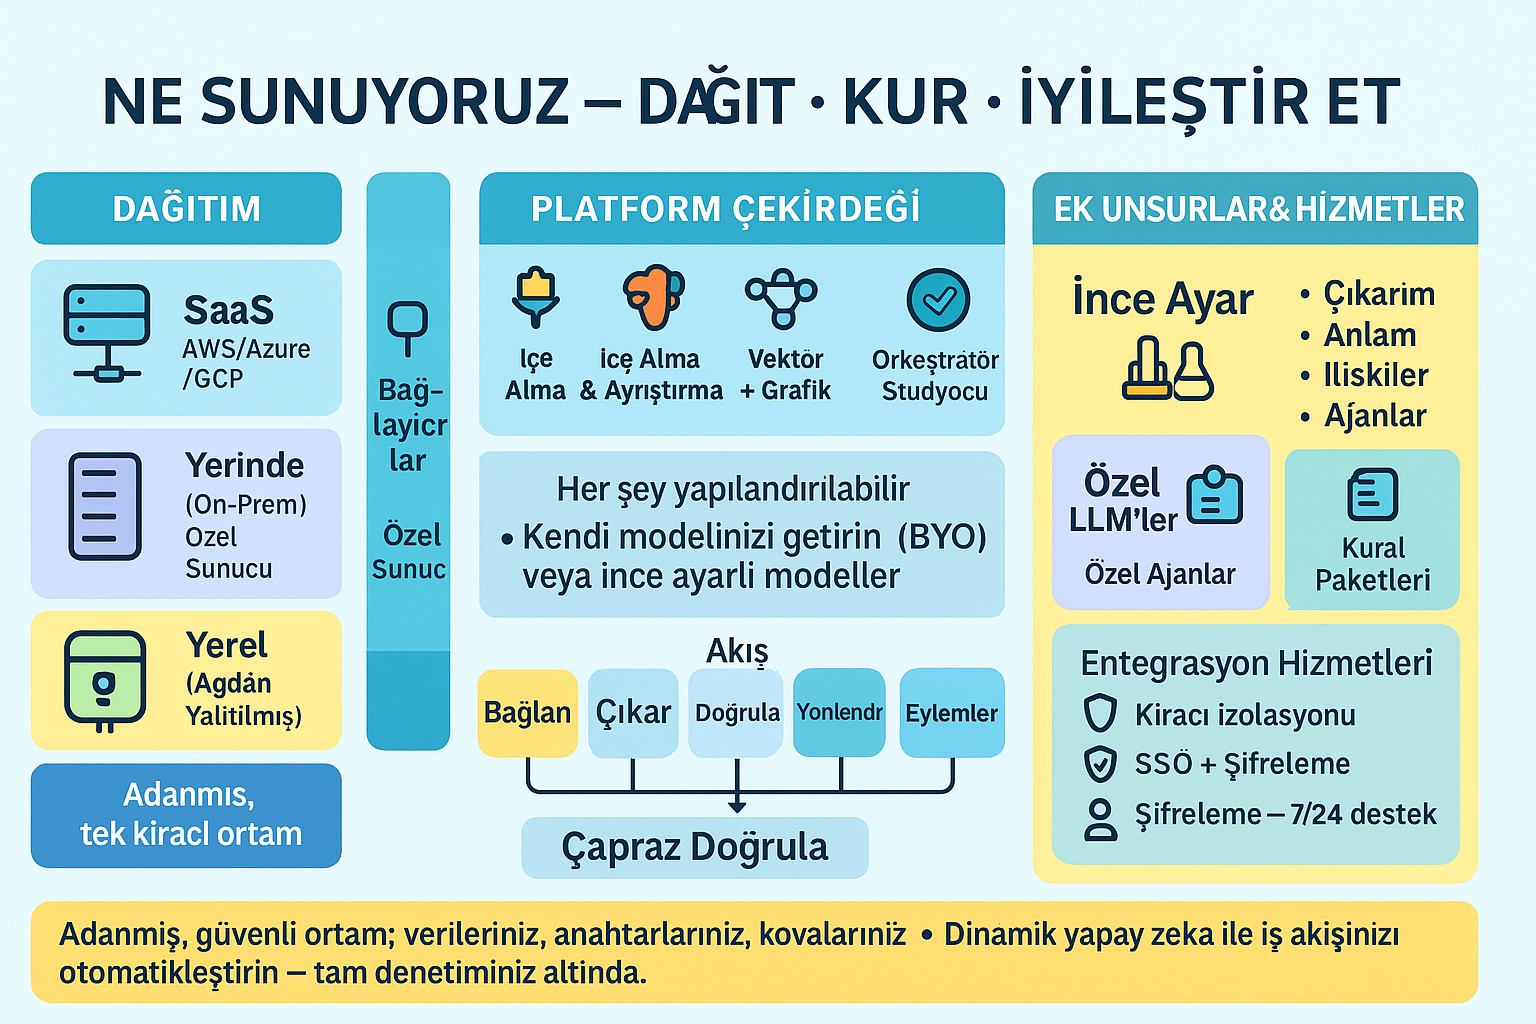 NE SUNUYORUZ – DAĞIT · KUR · İYİLEŞTİR ET
DAĞITIM
SaaS
AWS/Azure
/GCP
Yerinde
(On-Prem)
Ozel
Sunucu
Yerel
(Agdán
Yalitilmış)
Adanmıs,
tek kiracl ortam
Bağ–
layicr
lar
Özel
Sunuc
PLATFORM ÇEKİRDEĞİ
Içe
Alma
içe Alma
& Ayrıştırma
Vektör
+ Grafik
Orkeştratör
Studyocu
Her şey yapılandırılabilir
• Kendi modelinizi getirin (BYO)
veya ince ayarli modeller
Akış
Bağlan
Çıkar
Doğrula
Yonlendr
Eylemler
Çapraz Doğrula
EK UNSURLAR& HİZMETLER
İnce Ayar
• Çıkarim
• Anlam
• Iliskiler
• Ajanlar
Özel
LLM'ler
Özel Ajanlar
Kural
Paketleri
Entegrasyon Hizmetleri
Kiracı izolasyonu
SSÖ + Şifreleme
Şifreleme – 7/24 destek
Adanmiş, güvenli ortam; verileriniz, anahtarlarıniz, kovalarıniz • Dinamik yapay zeka ile iş akişinizı
otomatikleştirin – tam denetiminiz altinda.